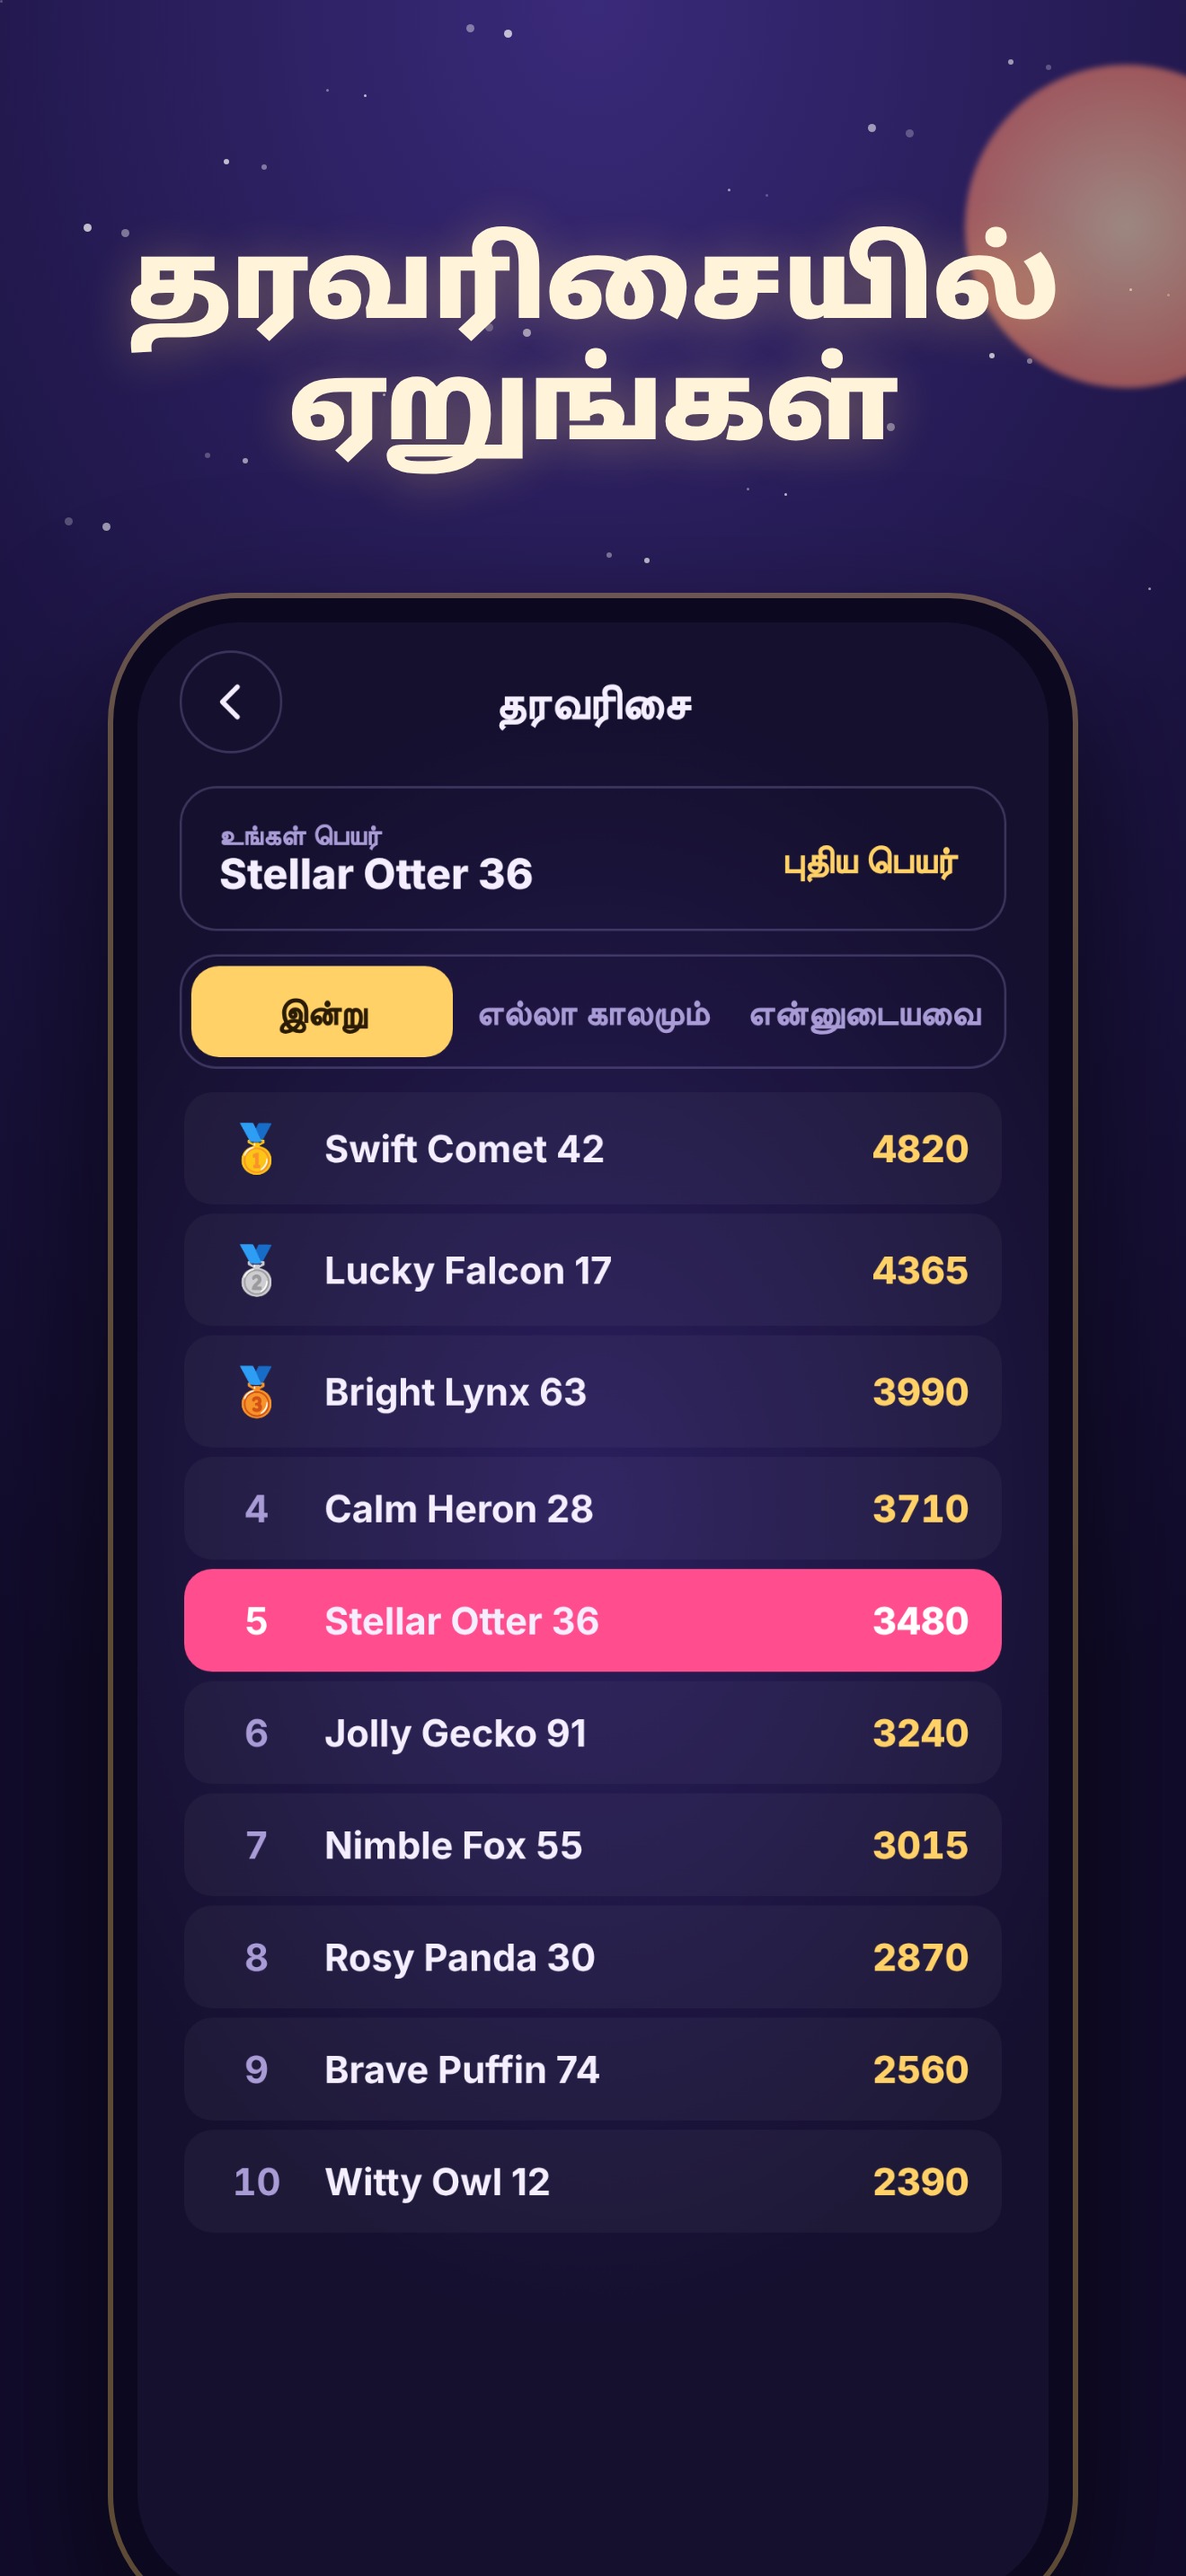 தரவரிசையில்
ஏறுங்கள்
தரவரிசை
உங்கள் பெயர்
Stellar Otter 36
புதிய பெயர்
இன்று எல்லா காலமும் என்னுடையவை
1 Swift Comet 42 4820
2 Lucky Falcon 17 4365
3 Bright Lynx 63 3990
4 Calm Heron 28 3710
5 Stellar Otter 36 3480
6 Jolly Gecko 91 3240
7 Nimble Fox 55 3015
8 Rosy Panda 30 2870
9 Brave Puffin 74 2560
10 Witty Owl 12 2390